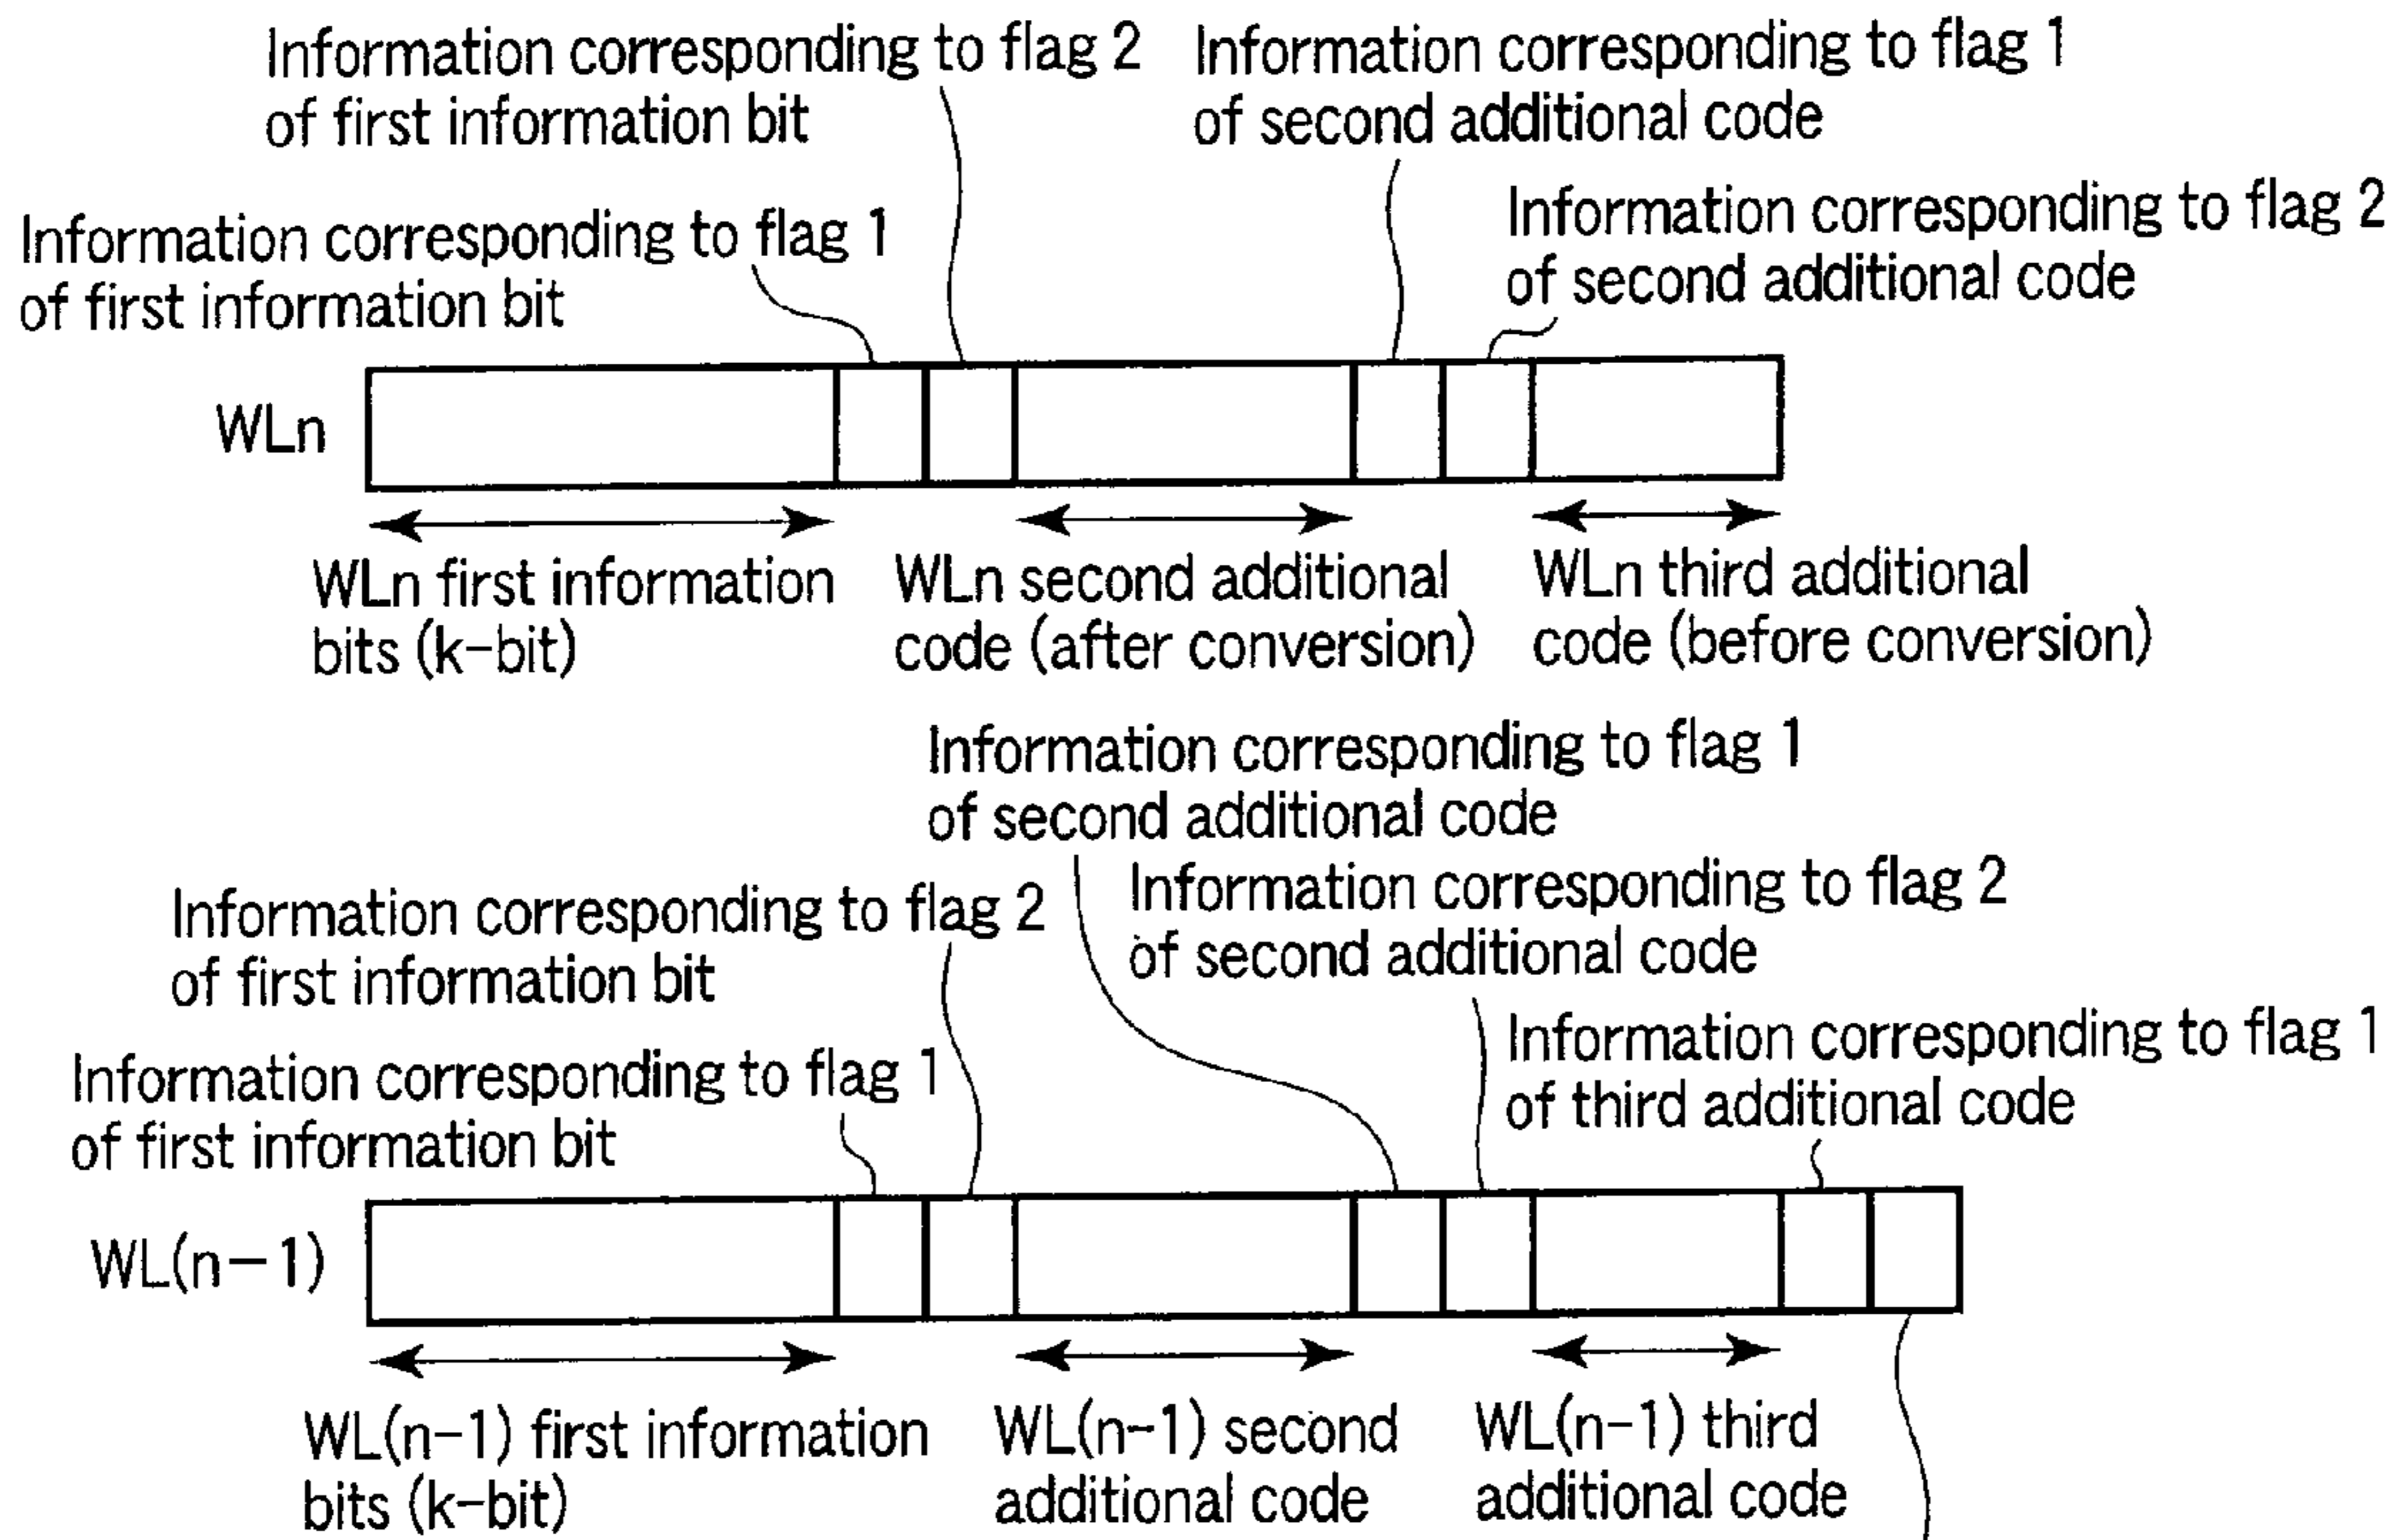 Information corresponding to flag 2
of first information bit
Information corresponding to flag 1
of second additional code
Information corresponding to flag 1
of first information bit
Information corresponding to flag 2
of second additional code
WLn
WLn first information
bits (k-bit)
WLn second additional
code (after conversion)
WLn third additional
code (before conversion)
Information corresponding to flag 1
of second additional code
Information corresponding to flag 2
of first information bit
Information corresponding to flag 2
of second additional code
Information corresponding to flag 1
of first information bit
Information corresponding to flag 1
of third additional code
WL(n-1)
WL(n-1) first information
bits (k-bit)
WL(n-1) second
additional code
WL(n-1) third
additional code